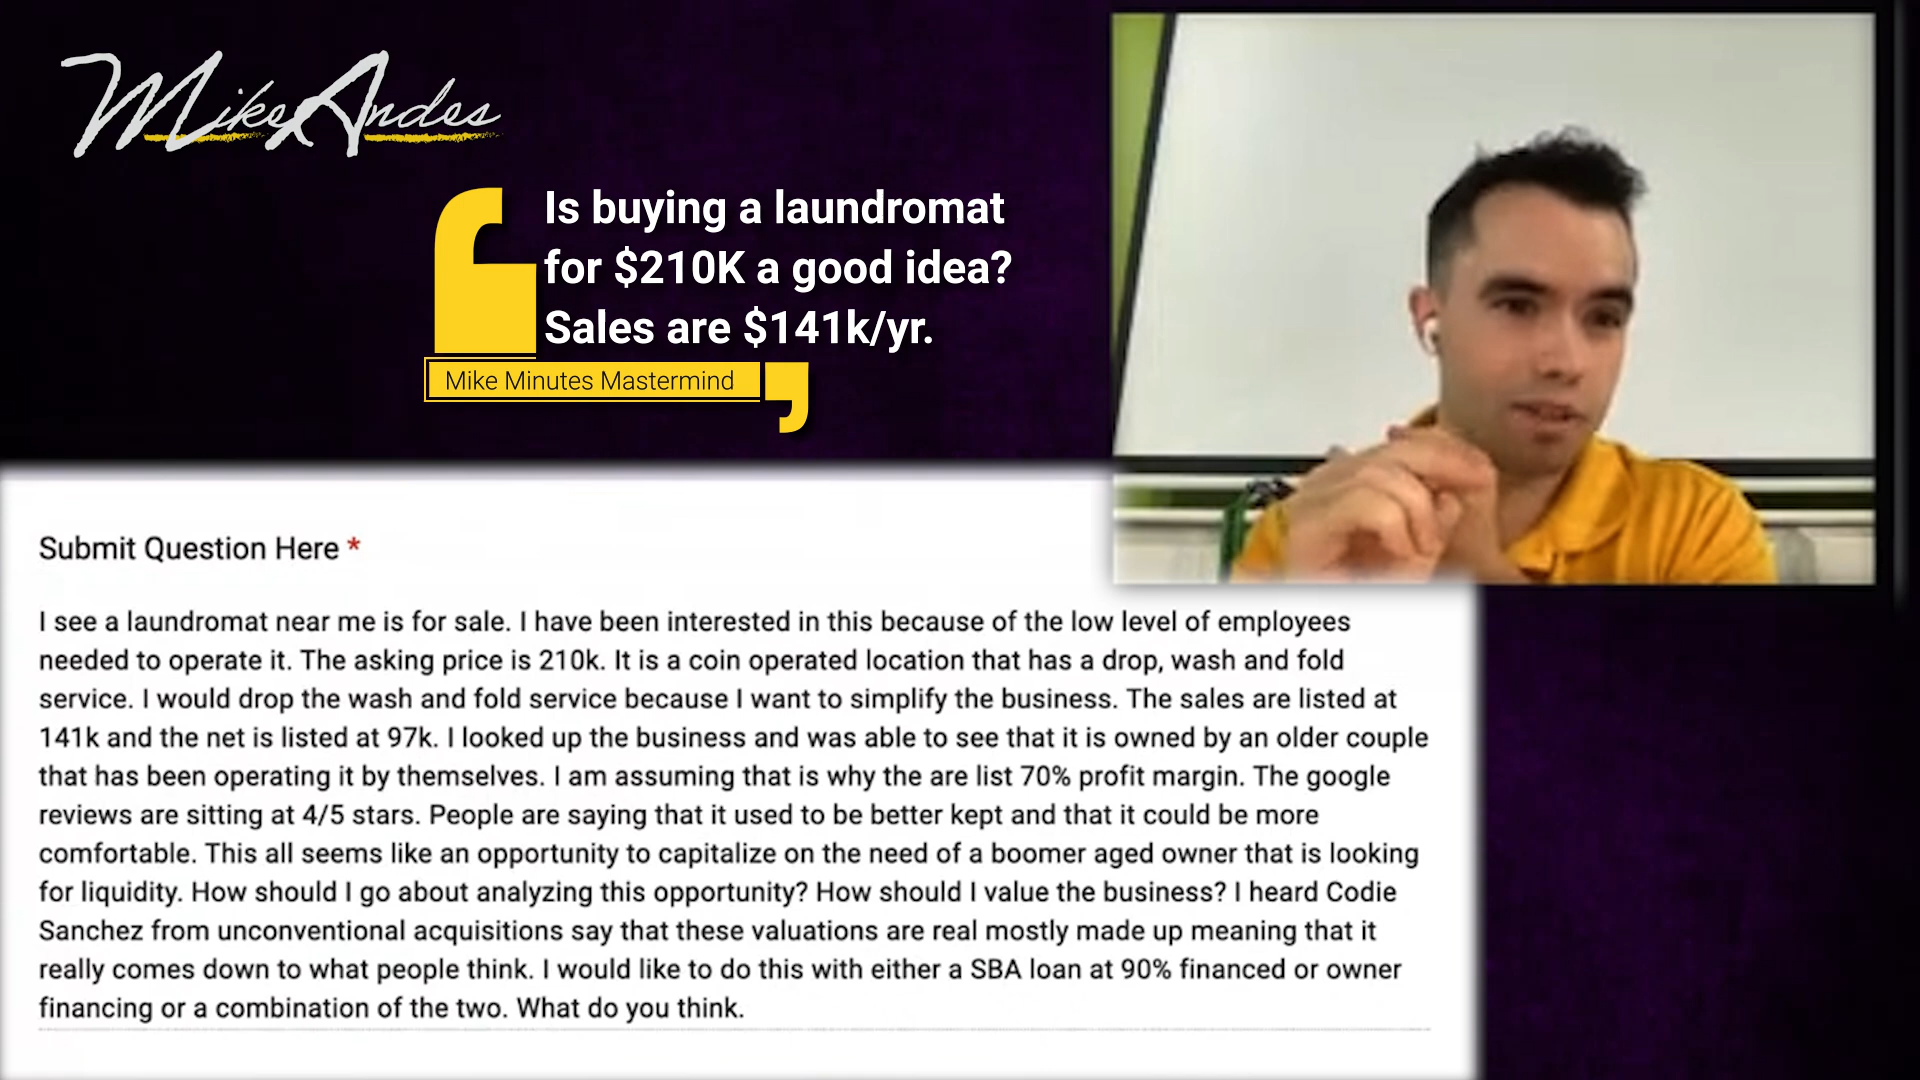 Mike Andes
Is buying a laundromat
for $210K a good idea?
Sales are $141k/yr.
Mike Minutes Mastermind
Submit Question Here *
I see a laundromat near me is for sale. I have been interested in this because of the low level of employees
needed to operate it. The asking price is 210k. It is a coin operated location that has a drop, wash and fold
service. I would drop the wash and fold service because I want to simplify the business. The sales are listed at
141k and the net is listed at 97k. I looked up the business and was able to see that it is owned by an older couple
that has been operating it by themselves. I am assuming that is why the are list 70% profit margin. The google
reviews are sitting at 4/5 stars. People are saying that it used to be better kept and that it could be more
comfortable. This all seems like an opportunity to capitalize on the need of a boomer aged owner that is looking
for liquidity. How should I go about analyzing this opportunity? How should I value the business? I heard Codie
Sanchez from unconventional acquisitions say that these valuations are real mostly made up meaning that it
really comes down to what people think. I would like to do this with either a SBA loan at 90% financed or owner
financing or a combination of the two. What do you think.